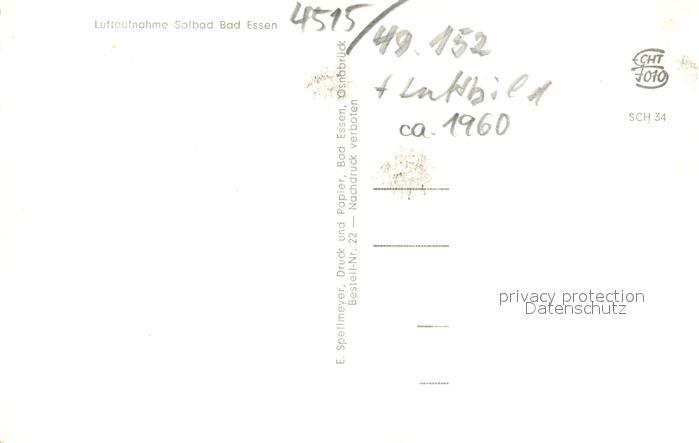 Luftaufnahme Solbad Bad Essen
4515/
49.152
+ Luftbild
ca. 1960
ECHT
FOTO
SCH 34
E. Spellmeyer, Druck und Papier, Bad Essen, Osnabrück
Bestell-Nr. 22 — Nachdruck verboten
privacy protection
Datenschutz